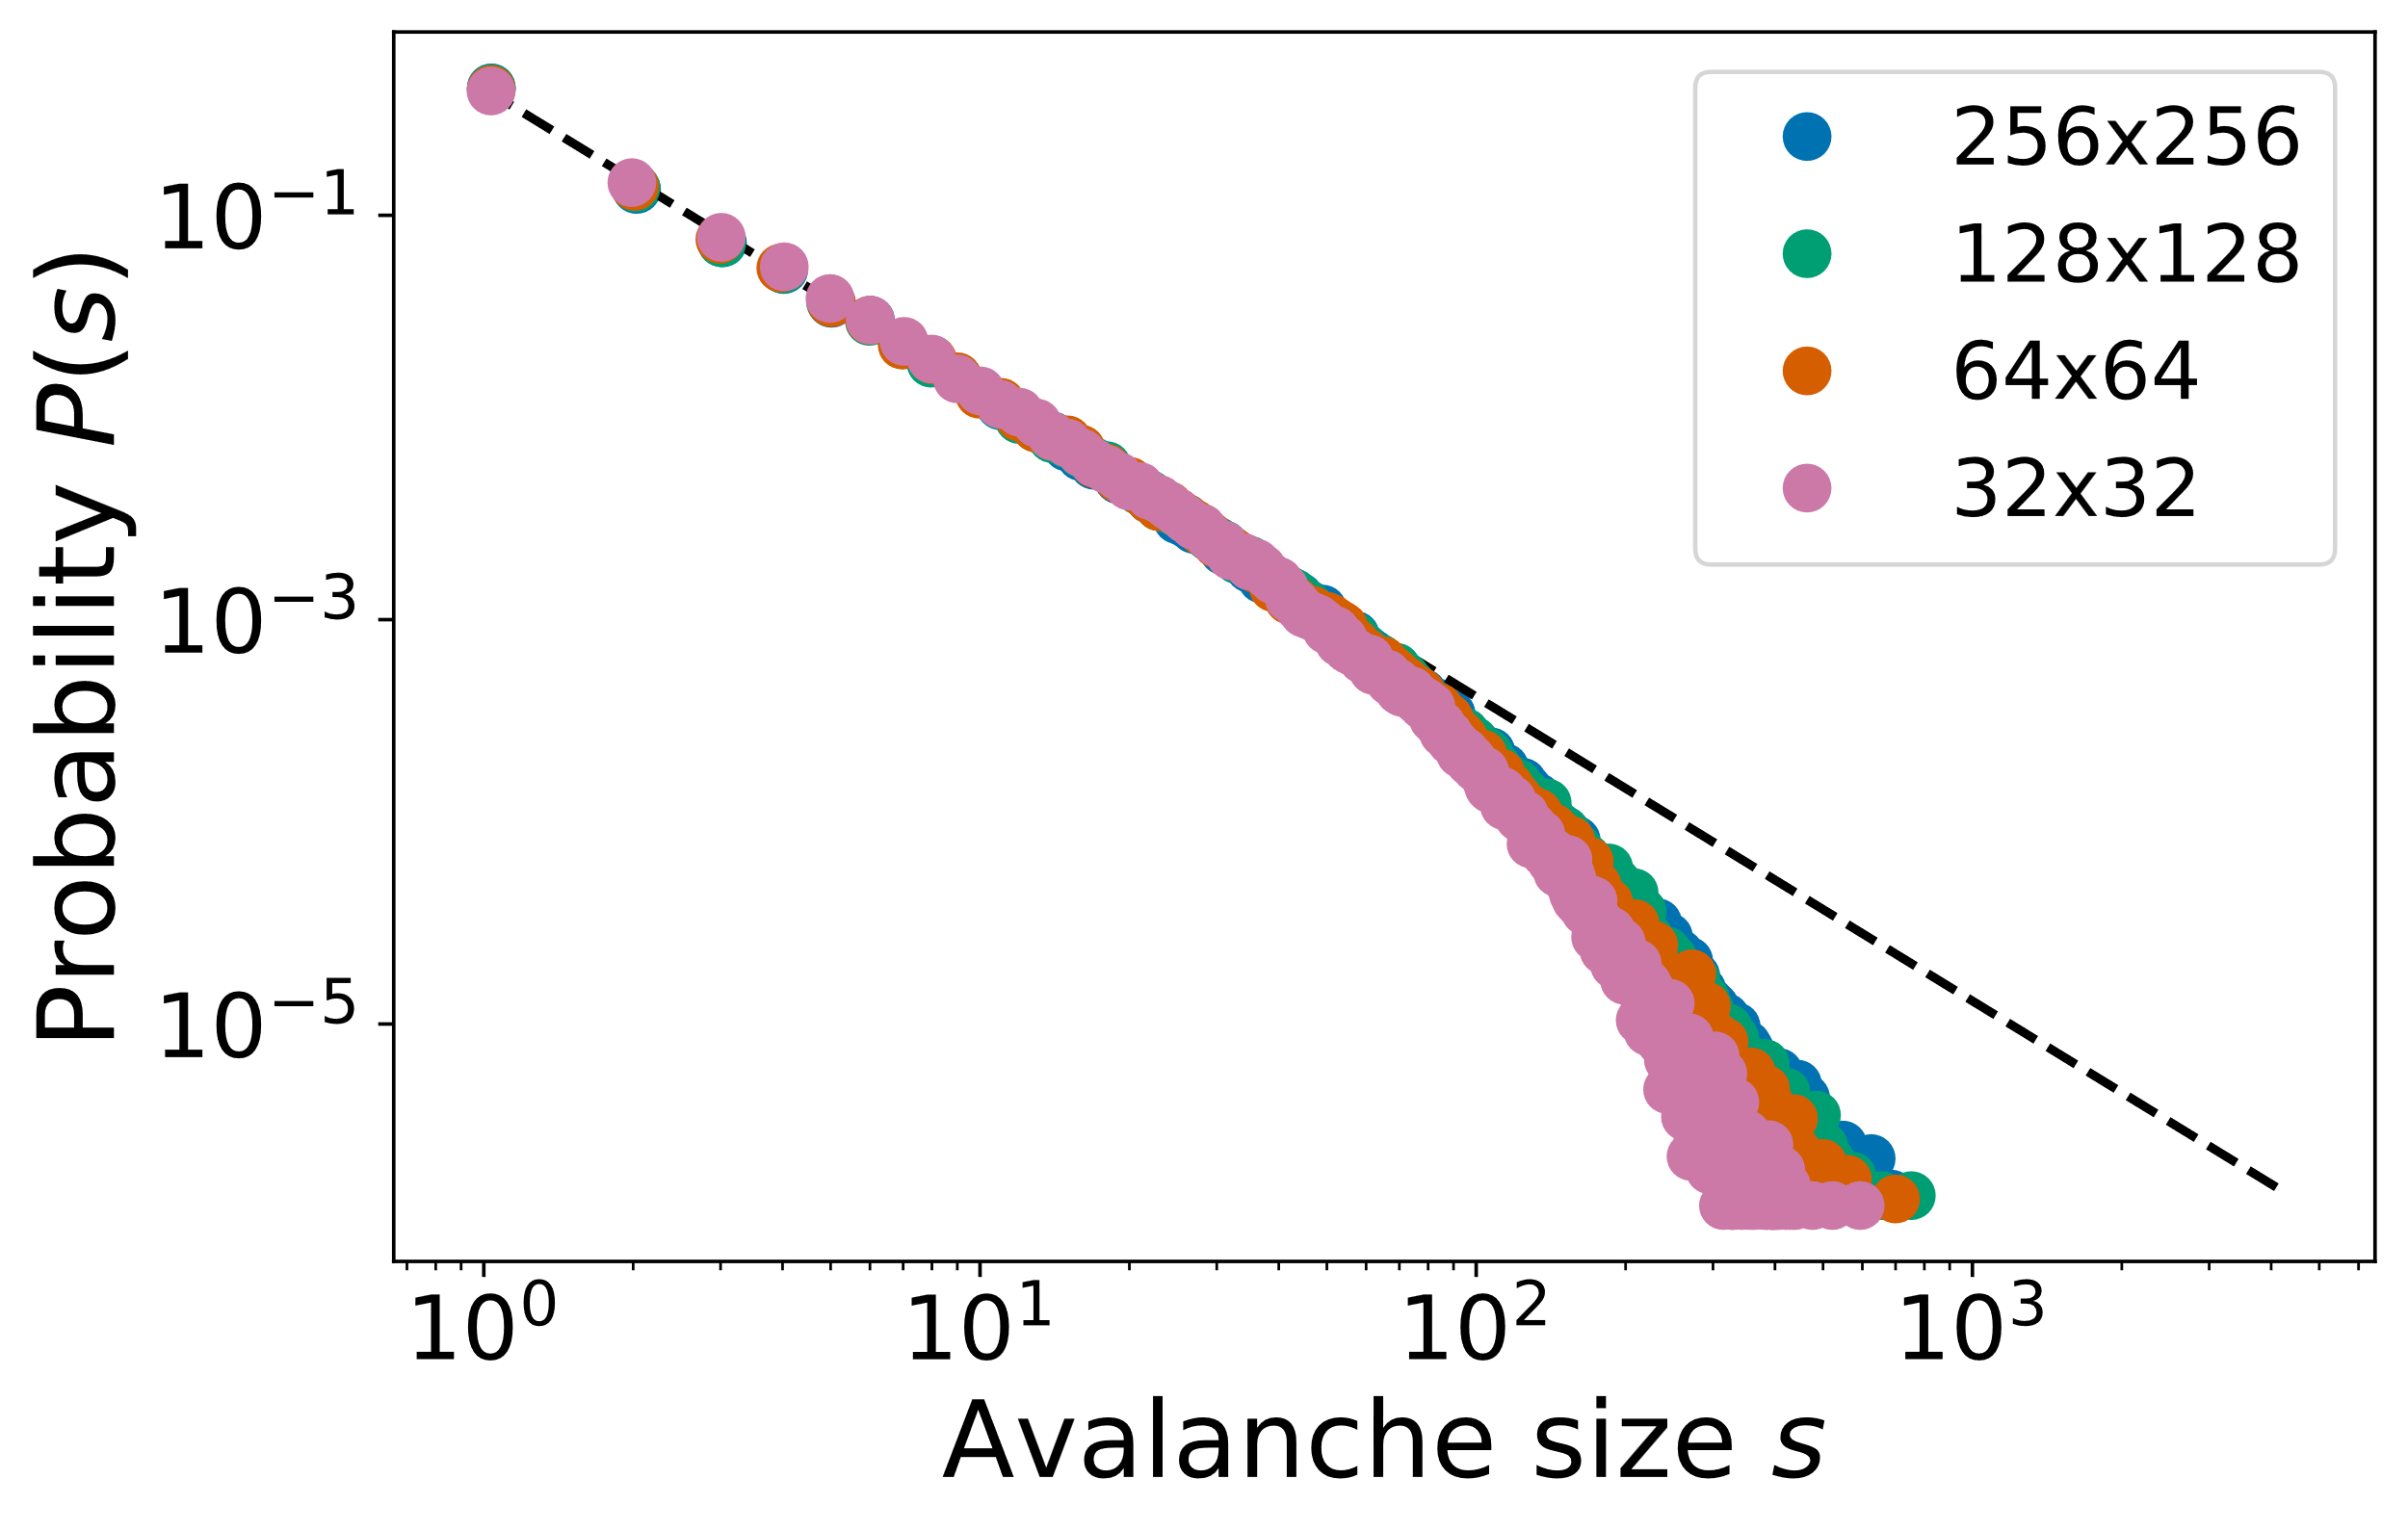 Probability P(s)
10⁻¹
10⁻³
10⁻⁵
256x256
128x128
64x64
32x32
10⁰ 10¹ 10² 10³
Avalanche size s